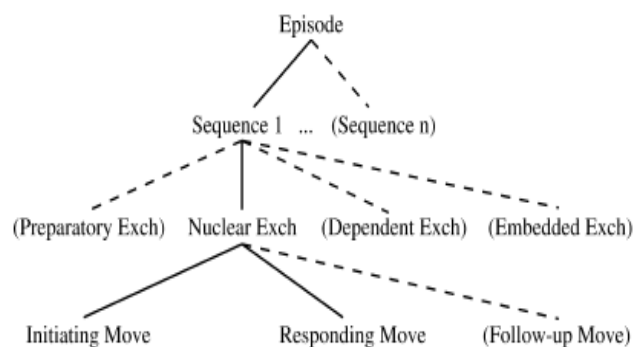 Episode
Sequence 1 ... (Sequence n)
(Preparatory Exch) Nuclear Exch (Dependent Exch) (Embedded Exch)
Initiating Move Responding Move (Follow-up Move)